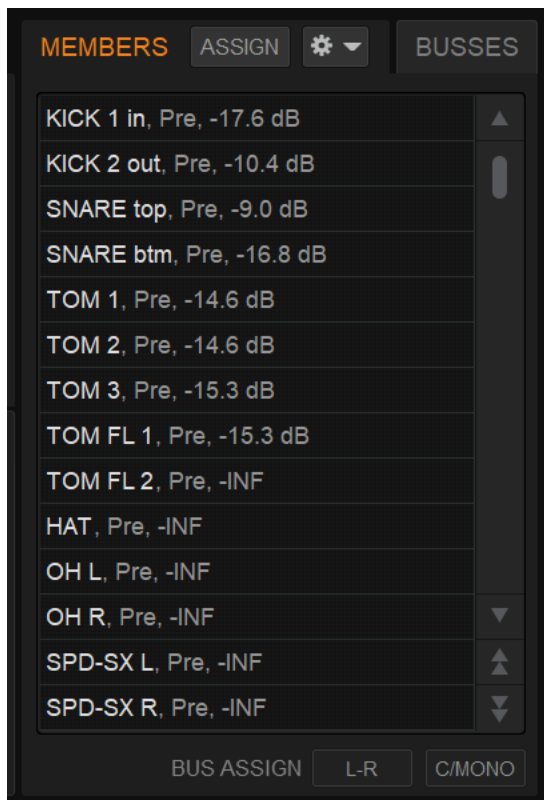 MEMBERS ASSIGN BUSSES
KICK 1 in, Pre, -17.6 dB
KICK 2 out, Pre, -10.4 dB
SNARE top, Pre, -9.0 dB
SNARE btm, Pre, -16.8 dB
TOM 1, Pre, -14.6 dB
TOM 2, Pre, -14.6 dB
TOM 3, Pre, -15.3 dB
TOM FL 1, Pre, -15.3 dB
TOM FL 2, Pre, -INF
HAT, Pre, -INF
OH L, Pre, -INF
OH R, Pre, -INF
SPD-SX L, Pre, -INF
SPD-SX R, Pre, -INF
BUS ASSIGN L-R C/MONO